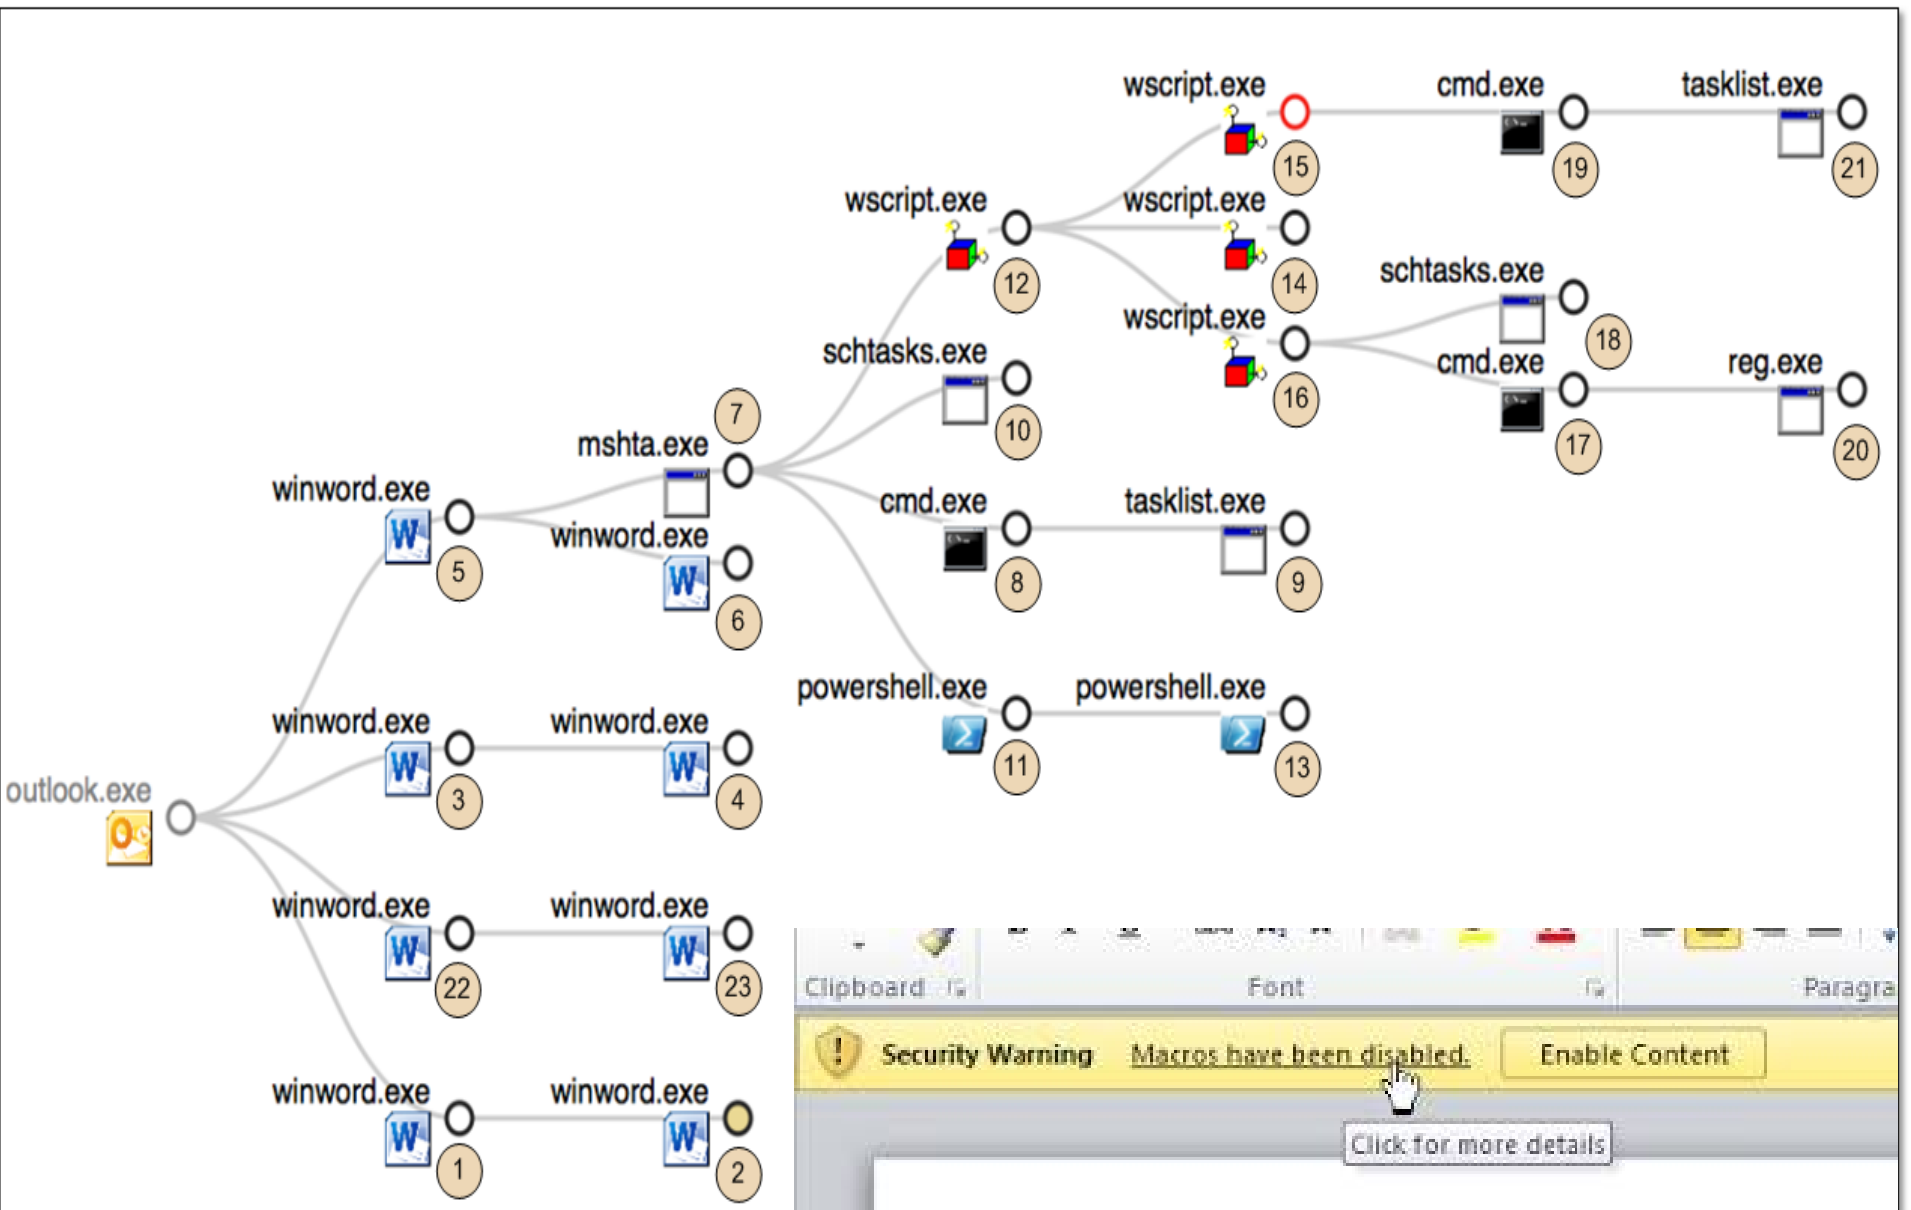 wscript.exe
cmd.exe
tasklist.exe
15
19
21
wscript.exe
wscript.exe
12
14
schtasks.exe
18
wscript.exe
16
cmd.exe
reg.exe
17
20
schtasks.exe
10
7
mshta.exe
winword.exe
5
winword.exe
6
cmd.exe
tasklist.exe
8
9
powershell.exe
powershell.exe
11
13
winword.exe
winword.exe
3
4
outlook.exe
winword.exe
winword.exe
22
23
winword.exe
winword.exe
1
2
Clipboard
Font
Paragra
Security Warning Macros have been disabled. Enable Content
Click for more details